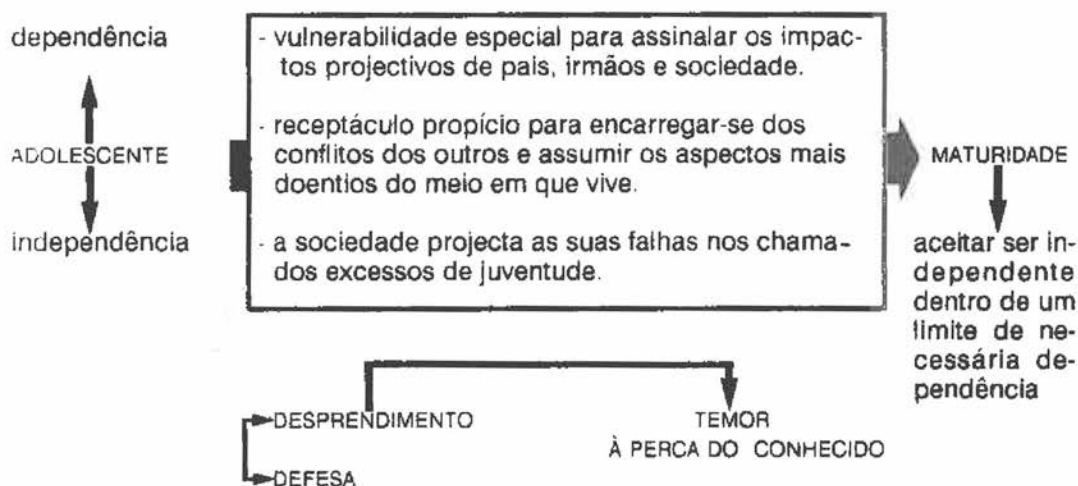 dependência
ADOLESCENTE
independência
- vulnerabilidade especial para assinalar os impac-
tos projectivos de pais, irmãos e sociedade.
- receptáculo propício para encarregar-se dos
conflitos dos outros e assumir os aspectos mais
doentios do meio em que vive.
- a sociedade projecta as suas falhas nos chama-
dos excessos de juventude.
MATURIDADE
aceitar ser in-
dependente
dentro de um
limite de ne-
cessária de-
pendência
DESPRENDIMENTO
DEFESA
TEMOR
À PERCA DO CONHECIDO